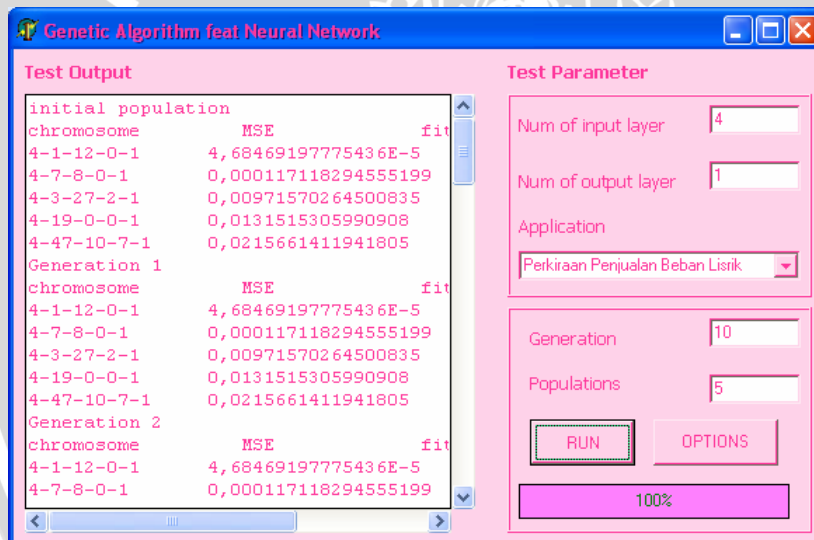 Genetic Algorithm feat Neural Network
Test Output
initial population
chromosome MSE fit
4-1-12-0-1 4,68469197775436E-5
4-7-8-0-1 0,000117118294555199
4-3-27-2-1 0,00971570264500835
4-19-0-0-1 0,0131515305990908
4-47-10-7-1 0,0215661411941805
Generation 1
chromosome MSE fit
4-1-12-0-1 4,68469197775436E-5
4-7-8-0-1 0,000117118294555199
4-3-27-2-1 0,00971570264500835
4-19-0-0-1 0,0131515305990908
4-47-10-7-1 0,0215661411941805
Generation 2
chromosome MSE fit
4-1-12-0-1 4,68469197775436E-5
4-7-8-0-1 0,000117118294555199
Test Parameter
Num of input layer 4
Num of output layer 1
Application
Perkiraan Penjualan Beban Lisrik
Generation 10
Populations 5
RUN OPTIONS
100%